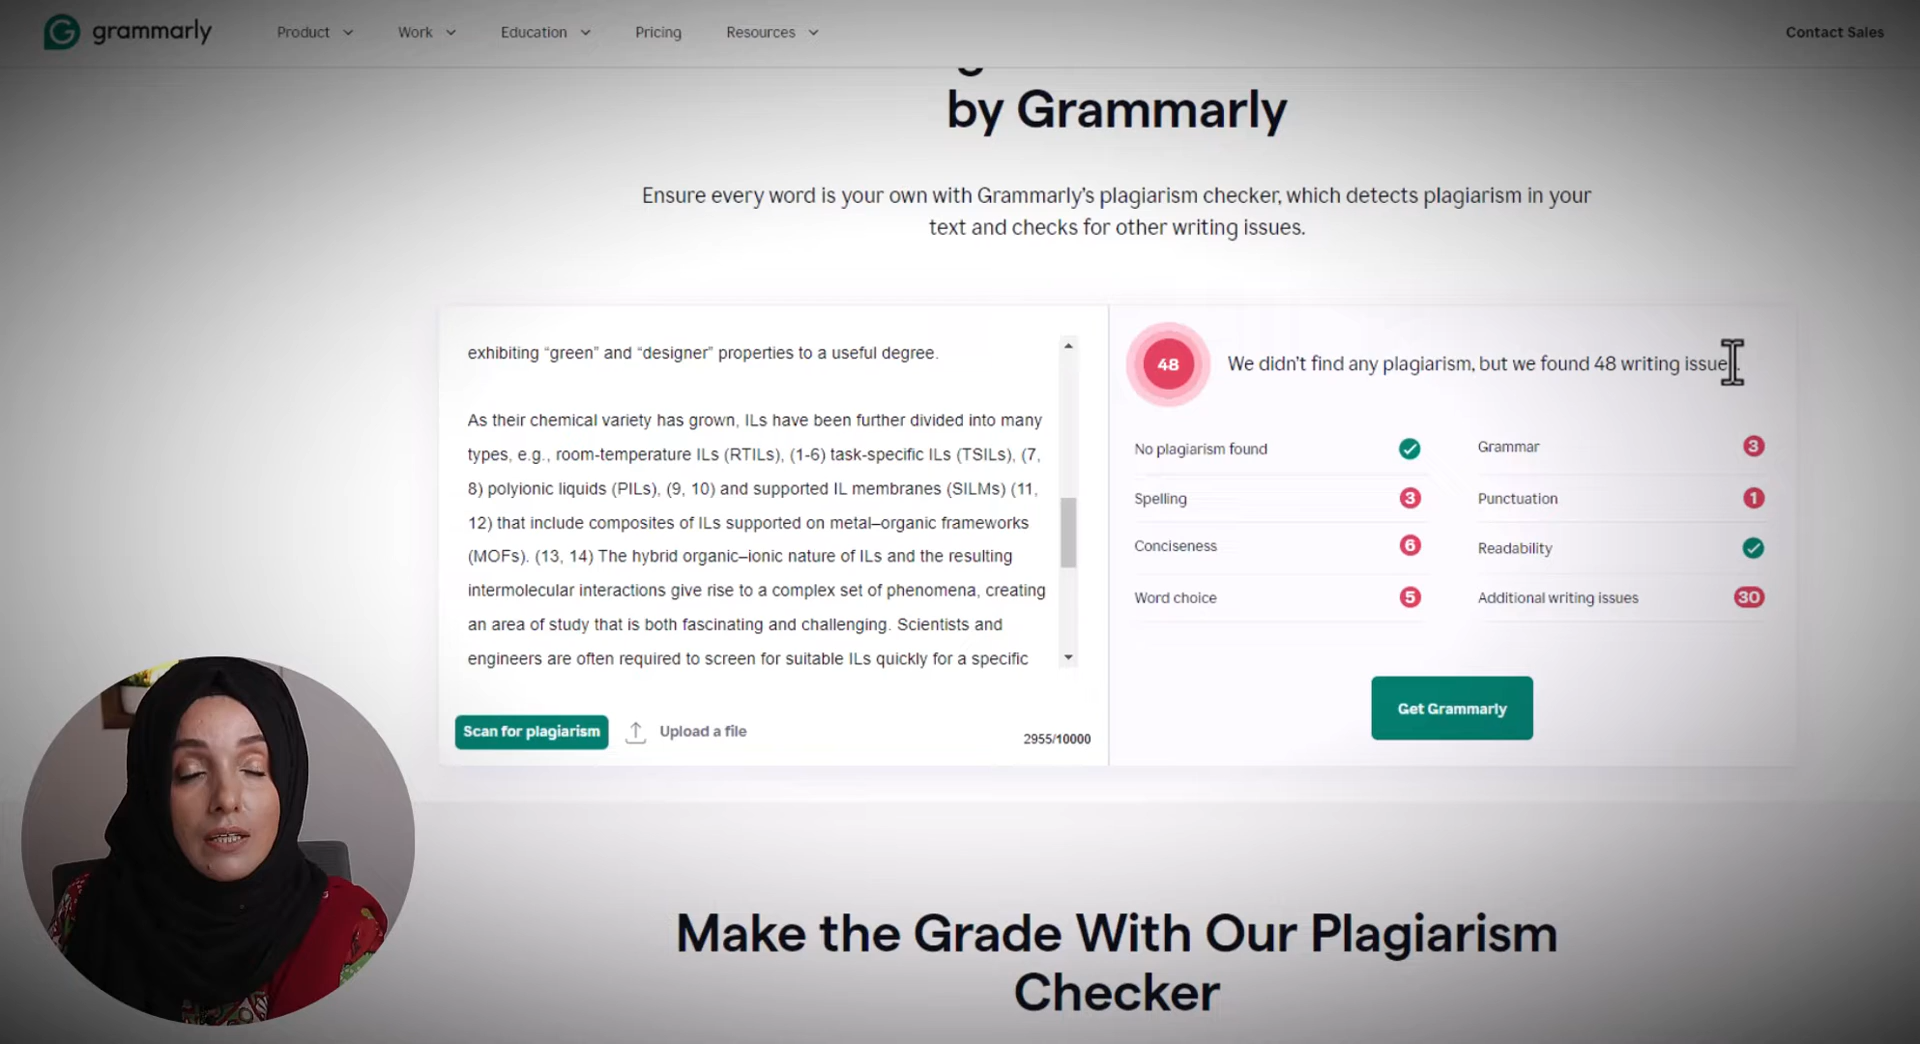 grammarly
Product
Work
Education
Pricing
Resources
Contact Sales
by Grammarly
Ensure every word is your own with Grammarly’s plagiarism checker, which detects plagiarism in your
text and checks for other writing issues.
exhibiting “green” and “designer” properties to a useful degree.
As their chemical variety has grown, ILs have been further divided into many
types, e.g., room-temperature ILs (RTILs), (1-6) task-specific ILs (TSILs), (7,
8) polyionic liquids (PILs), (9, 10) and supported IL membranes (SILMs) (11,
12) that include composites of ILs supported on metal–organic frameworks
(MOFs). (13, 14) The hybrid organic–ionic nature of ILs and the resulting
intermolecular interactions give rise to a complex set of phenomena, creating
an area of study that is both fascinating and challenging. Scientists and
engineers are often required to screen for suitable ILs quickly for a specific
Scan for plagiarism
Upload a file
2955/10000
48
We didn’t find any plagiarism, but we found 48 writing issue
No plagiarism found
Grammar 3
Spelling 3
Punctuation 1
Conciseness 6
Readability
Word choice 5
Additional writing issues 30
Get Grammarly
Make the Grade With Our Plagiarism
Checker